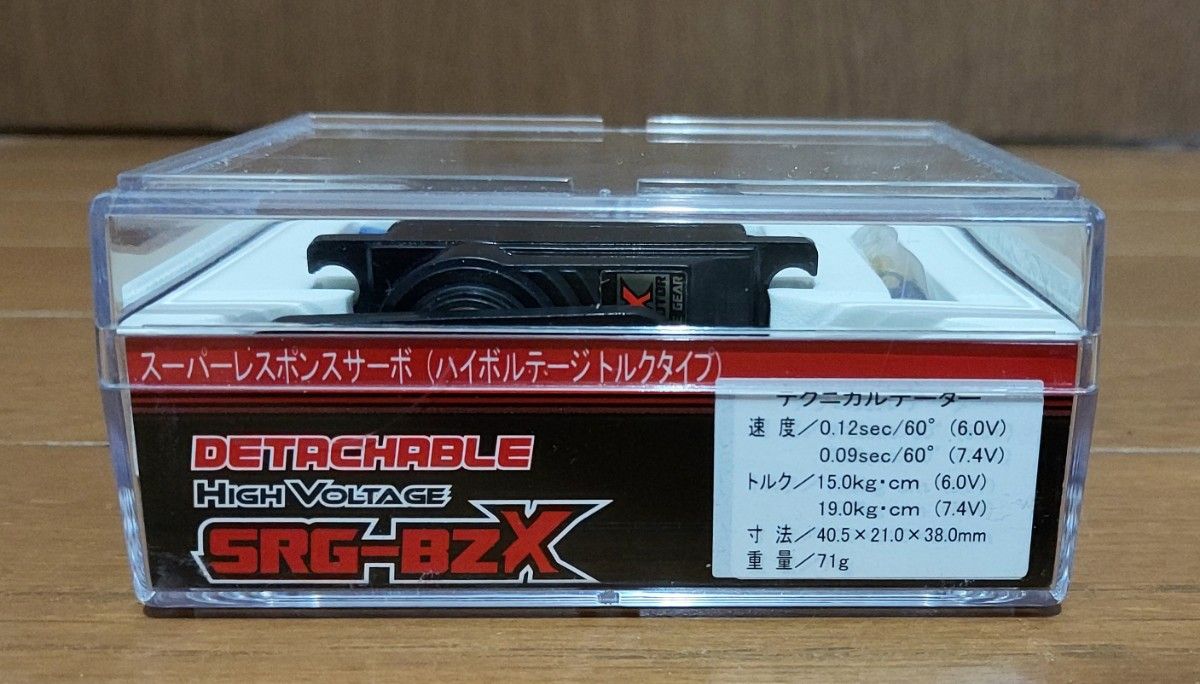 X
GEAR
スーパーレスポンスサーボ（ハイボルテージトルクタイプ）
DETACHABLE
HIGH VOLTAGE
SRG-BZX
テクニカルデーター
速度／0.12sec/60°（6.0V）
0.09sec/60°（7.4V）
トルク／15.0kg･cm（6.0V）
19.0kg･cm（7.4V）
寸法／40.5×21.0×38.0mm
重量／71g